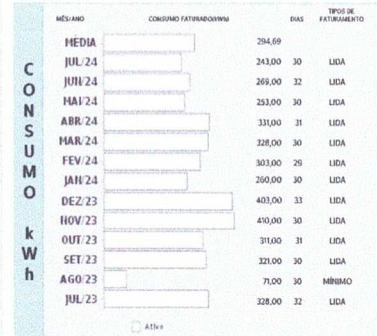 CONSUMO kWh
MÊS/ANO CONSUMO FATURADO(kWh) DIAS TIPOS DE FATURAMENTO
MÉDIA 294,69
JUL/24 243,00 30 LIDA
JUN/24 269,00 32 LIDA
MAI/24 253,00 30 LIDA
ABR/24 331,00 31 LIDA
MAR/24 328,00 30 LIDA
FEV/24 303,00 29 LIDA
JAN/24 260,00 30 LIDA
DEZ/23 403,00 33 LIDA
NOV/23 410,00 30 LIDA
OUT/23 311,00 31 LIDA
SET/23 321,00 30 LIDA
AGO/23 71,00 30 MÍNIMO
JUL/23 328,00 32 LIDA
Ativo